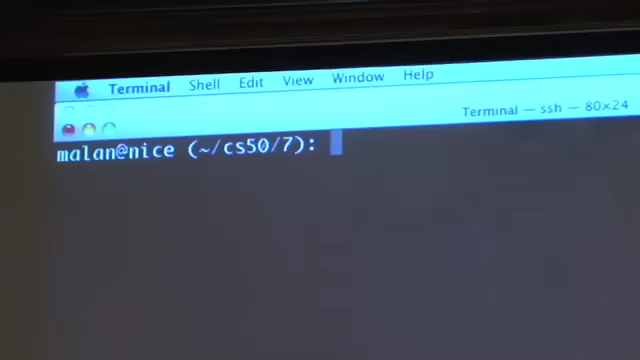 Terminal Shell Edit View Window Help
Terminal — ssh — 80×24
malan@nice (~/cs50/7):